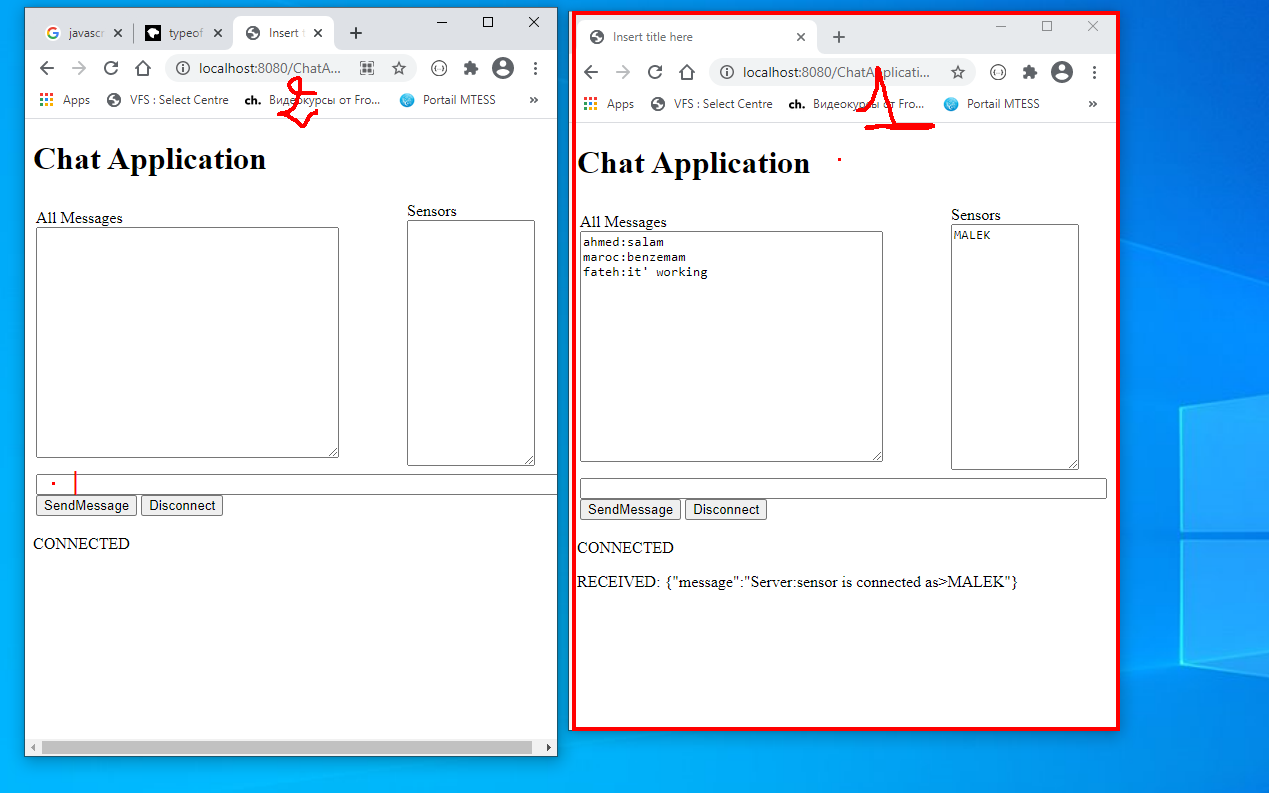 javascr
typeof
Insert t
localhost:8080/ChatA...
Apps
VFS : Select Centre
ch. Видеокурсы от Fro...
Portail MTESS
»
2
Chat Application
All Messages
Sensors
SendMessage
Disconnect
CONNECTED
Insert title here
localhost:8080/ChatApplicati...
Apps
VFS : Select Centre
ch. Видеокурсы от Fro...
Portail MTESS
»
1
Chat Application
All Messages
Sensors
ahmed:salam
maroc:benzemam
fateh:it' working
MALEK
SendMessage
Disconnect
CONNECTED
RECEIVED: {"message":"Server:sensor is connected as>MALEK"}